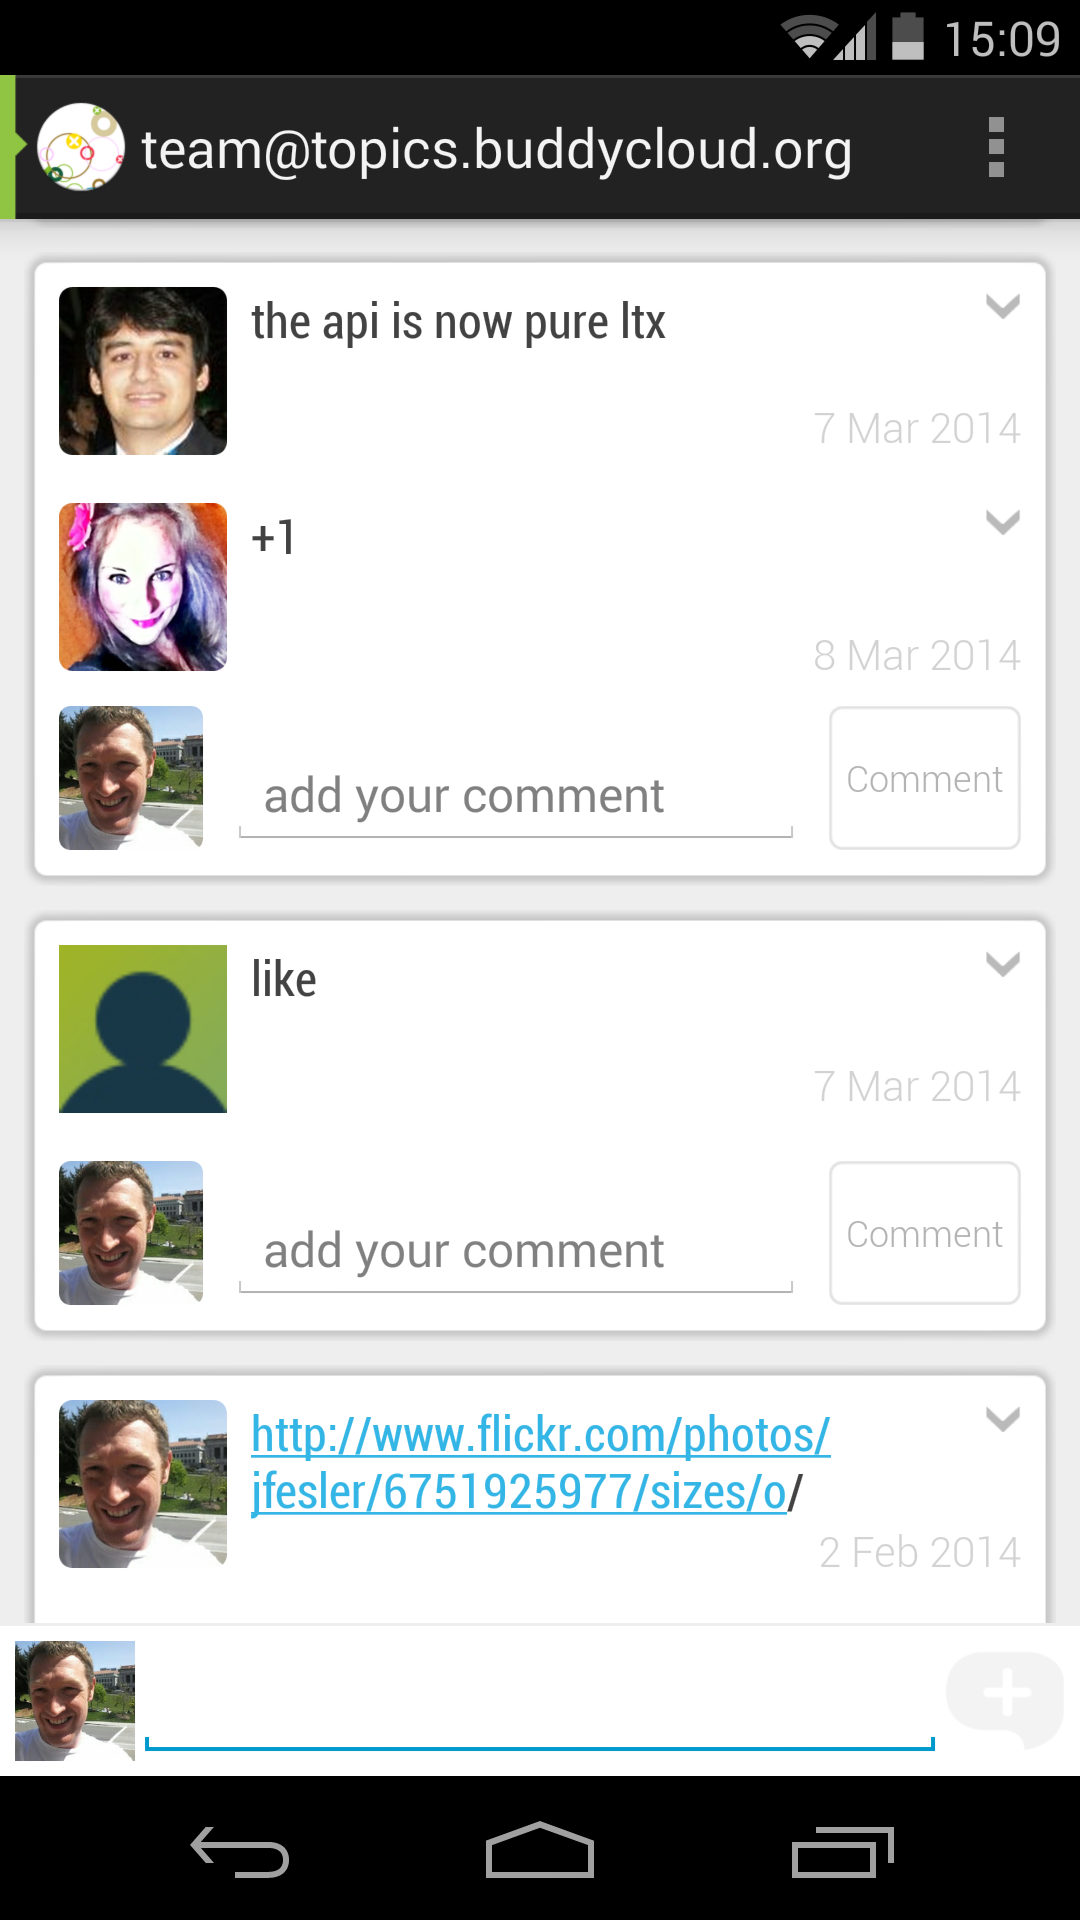 15:09
team@topics.buddycloud.org
the api is now pure ltx
7 Mar 2014
+1
8 Mar 2014
add your comment
Comment
like
7 Mar 2014
add your comment
Comment
http://www.flickr.com/photos/
jfesler/6751925977/sizes/o/
2 Feb 2014